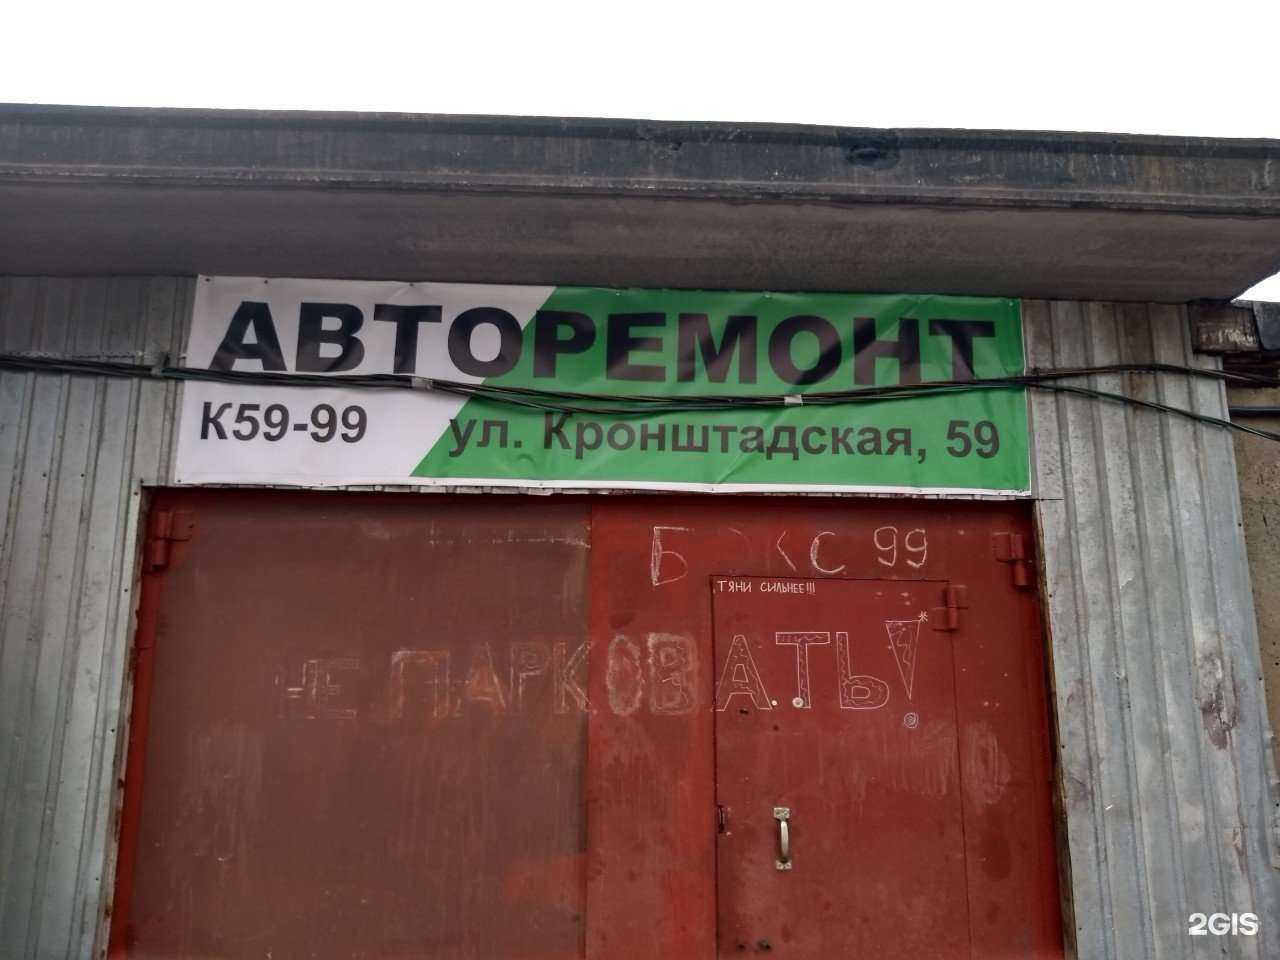 АВТОРЕМОНТ
К59-99 ул. Кронштадская, 59
БОКС 99
ТЯНИ СИЛЬНЕЕ!!!
НЕ ПАРКОВАТЬ!*
2GIS